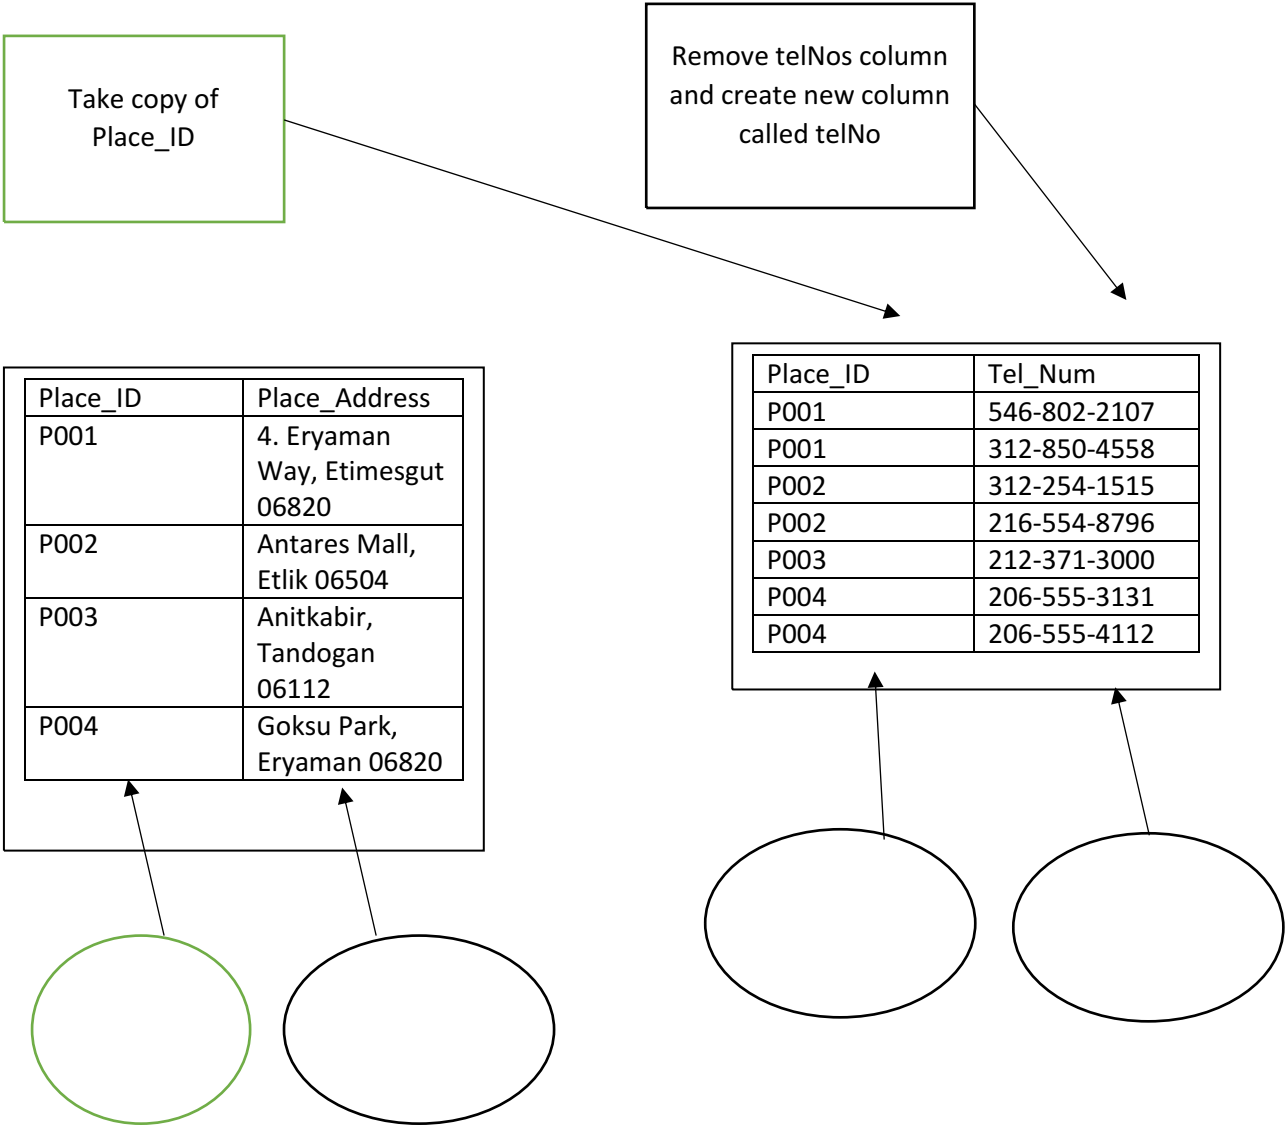 Take copy of
Place_ID
Remove telNos column
and create new column
called telNo
Place_ID Place_Address
P001 4. Eryaman
Way, Etimesgut
06820
P002 Antares Mall,
Etlik 06504
P003 Anitkabir,
Tandogan
06112
P004 Goksu Park,
Eryaman 06820
Place_ID Tel_Num
P001 546-802-2107
P001 312-850-4558
P002 312-254-1515
P002 216-554-8796
P003 212-371-3000
P004 206-555-3131
P004 206-555-4112